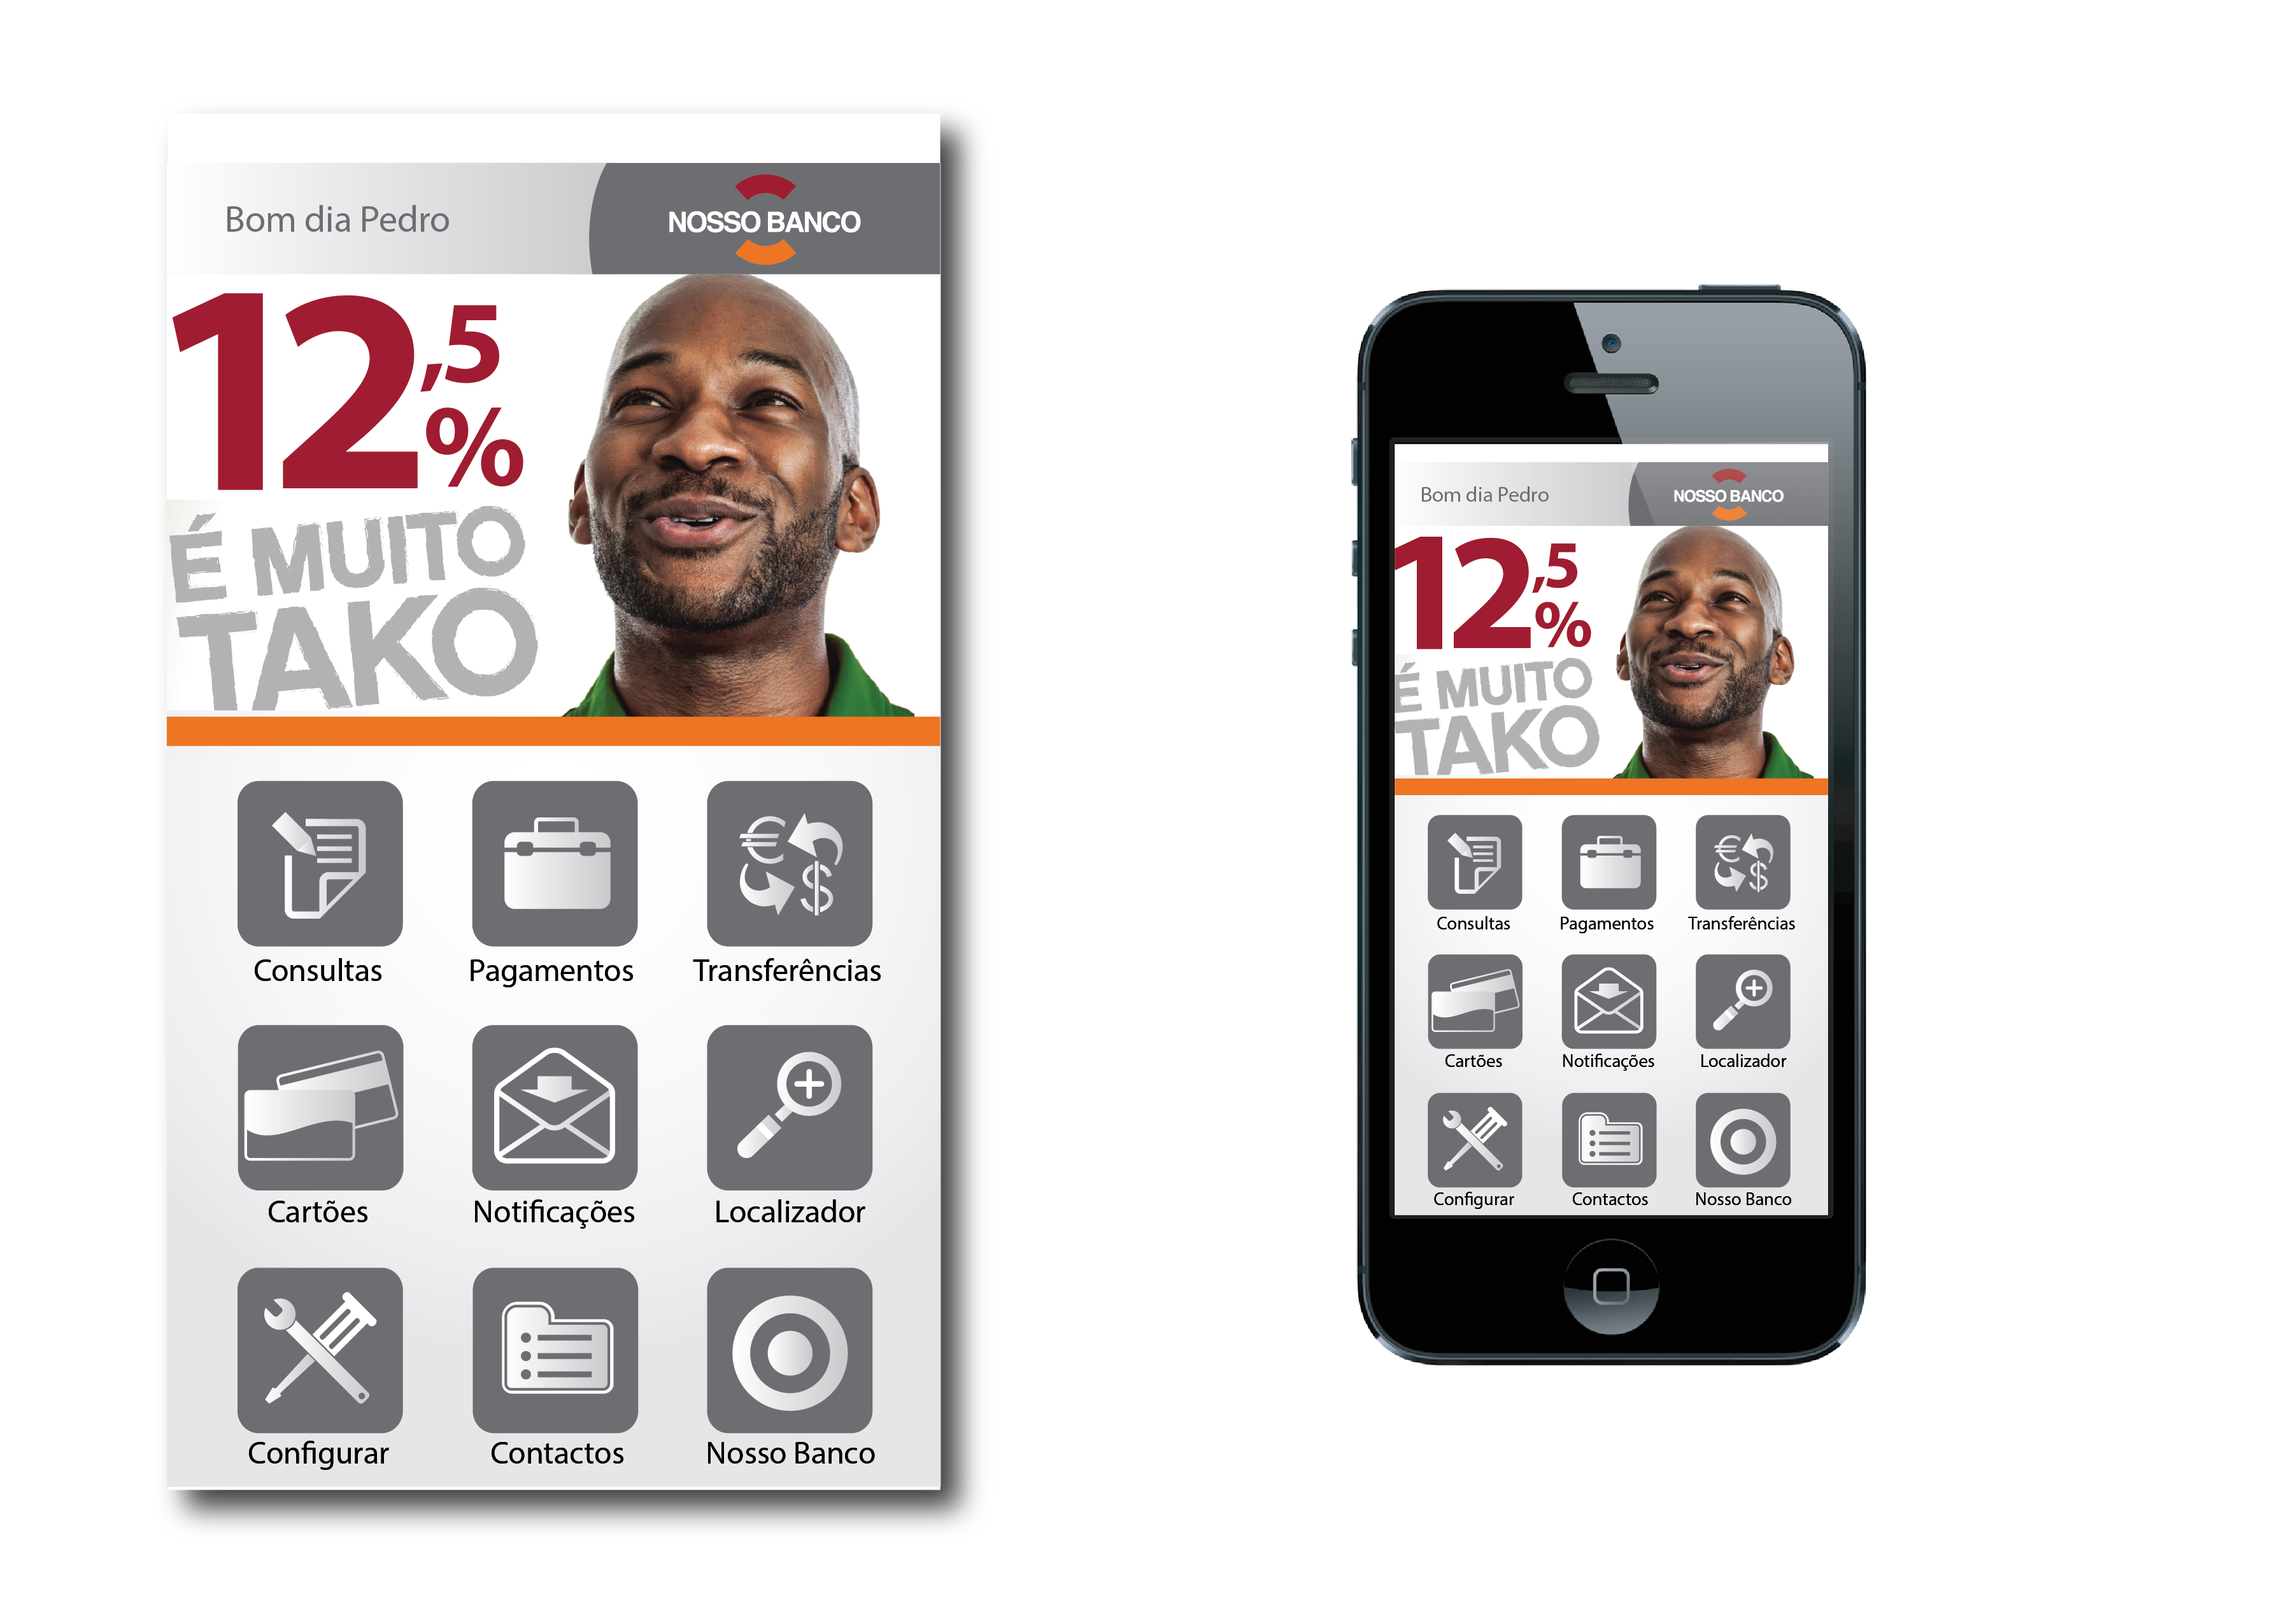 Bom dia Pedro
NOSSO BANCO
12,5
%
É MUITO
TAKO
Consultas Pagamentos Transferências
Cartões Notificações Localizador
Configurar Contactos Nosso Banco
Bom dia Pedro
NOSSO BANCO
12,5
%
É MUITO
TAKO
Consultas Pagamentos Transferências
Cartões Notificações Localizador
Configurar Contactos Nosso Banco